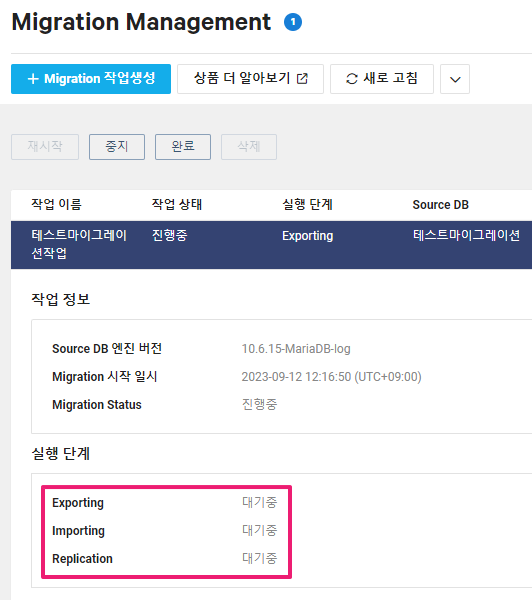 Migration Management 1
+ Migration 작업생성 상품 더 알아보기 새로 고침
재시작 중지 완료 삭제
작업 이름 작업 상태 실행 단계 Source DB
테스트마이그레이 진행중 Exporting 테스트마이그레이션
션작업
작업 정보
Source DB 엔진 버전 10.6.15-MariaDB-log
Migration 시작 일시 2023-09-12 12:16:50 (UTC+09:00)
Migration Status 진행중
실행 단계
Exporting 대기중
Importing 대기중
Replication 대기중